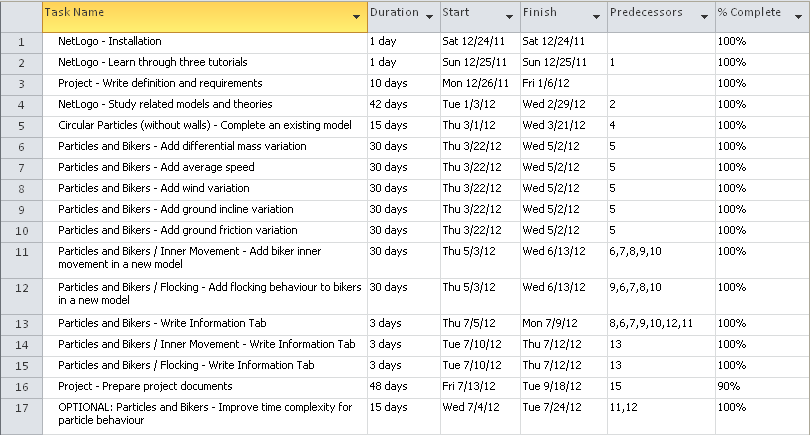 Task Name Duration Start Finish Predecessors % Complete
1 NetLogo - Installation 1 day Sat 12/24/11 Sat 12/24/11 100%
2 NetLogo - Learn through three tutorials 1 day Sun 12/25/11 Sun 12/25/11 1 100%
3 Project - Write definition and requirements 10 days Mon 12/26/11 Fri 1/6/12 100%
4 NetLogo - Study related models and theories 42 days Tue 1/3/12 Wed 2/29/12 2 100%
5 Circular Particles (without walls) - Complete an existing model 15 days Thu 3/1/12 Wed 3/21/12 4 100%
6 Particles and Bikers - Add differential mass variation 30 days Thu 3/22/12 Wed 5/2/12 5 100%
7 Particles and Bikers - Add average speed 30 days Thu 3/22/12 Wed 5/2/12 5 100%
8 Particles and Bikers - Add wind variation 30 days Thu 3/22/12 Wed 5/2/12 5 100%
9 Particles and Bikers - Add ground incline variation 30 days Thu 3/22/12 Wed 5/2/12 5 100%
10 Particles and Bikers - Add ground friction variation 30 days Thu 3/22/12 Wed 5/2/12 5 100%
11 Particles and Bikers / Inner Movement - Add biker inner 30 days Thu 5/3/12 Wed 6/13/12 6,7,8,9,10 100%
movement in a new model
12 Particles and Bikers / Flocking - Add flocking behaviour to bikers 30 days Thu 5/3/12 Wed 6/13/12 9,6,7,8,10 100%
in a new model
13 Particles and Bikers - Write Information Tab 3 days Thu 7/5/12 Mon 7/9/12 8,6,7,9,10,12,11 100%
14 Particles and Bikers / Inner Movement - Write Information Tab 3 days Tue 7/10/12 Thu 7/12/12 13 100%
15 Particles and Bikers / Flocking - Write Information Tab 3 days Tue 7/10/12 Thu 7/12/12 13 100%
16 Project - Prepare project documents 48 days Fri 7/13/12 Tue 9/18/12 15 90%
17 OPTIONAL: Particles and Bikers - Improve time complexity for 15 days Wed 7/4/12 Tue 7/24/12 11,12 100%
particle behaviour